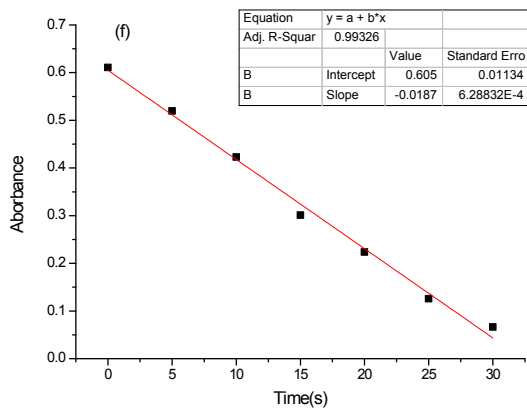 (f)
Equation y = a + b*x
Adj. R-Squar 0.99326
Value Standard Erro
B Intercept 0.605 0.01134
B Slope -0.0187 6.28832E-4
0.7
0.6
0.5
0.4
0.3
0.2
0.1
0.0
Aborbance
0 5 10 15 20 25 30
Time(s)